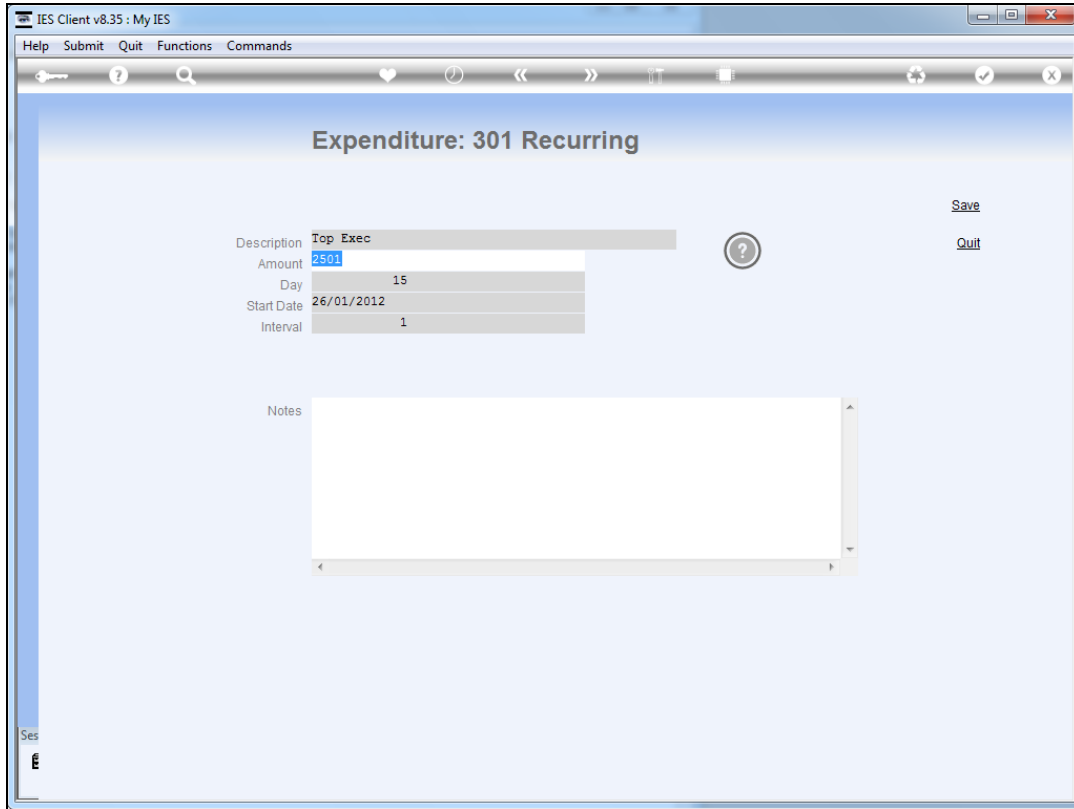 IES Client v8.35 : My IES
Help Submit Quit Functions Commands
Expenditure: 301 Recurring
Save
Description Top Exec
Quit
Amount 2501
Day 15
Start Date 26/01/2012
Interval 1
Notes
Ses